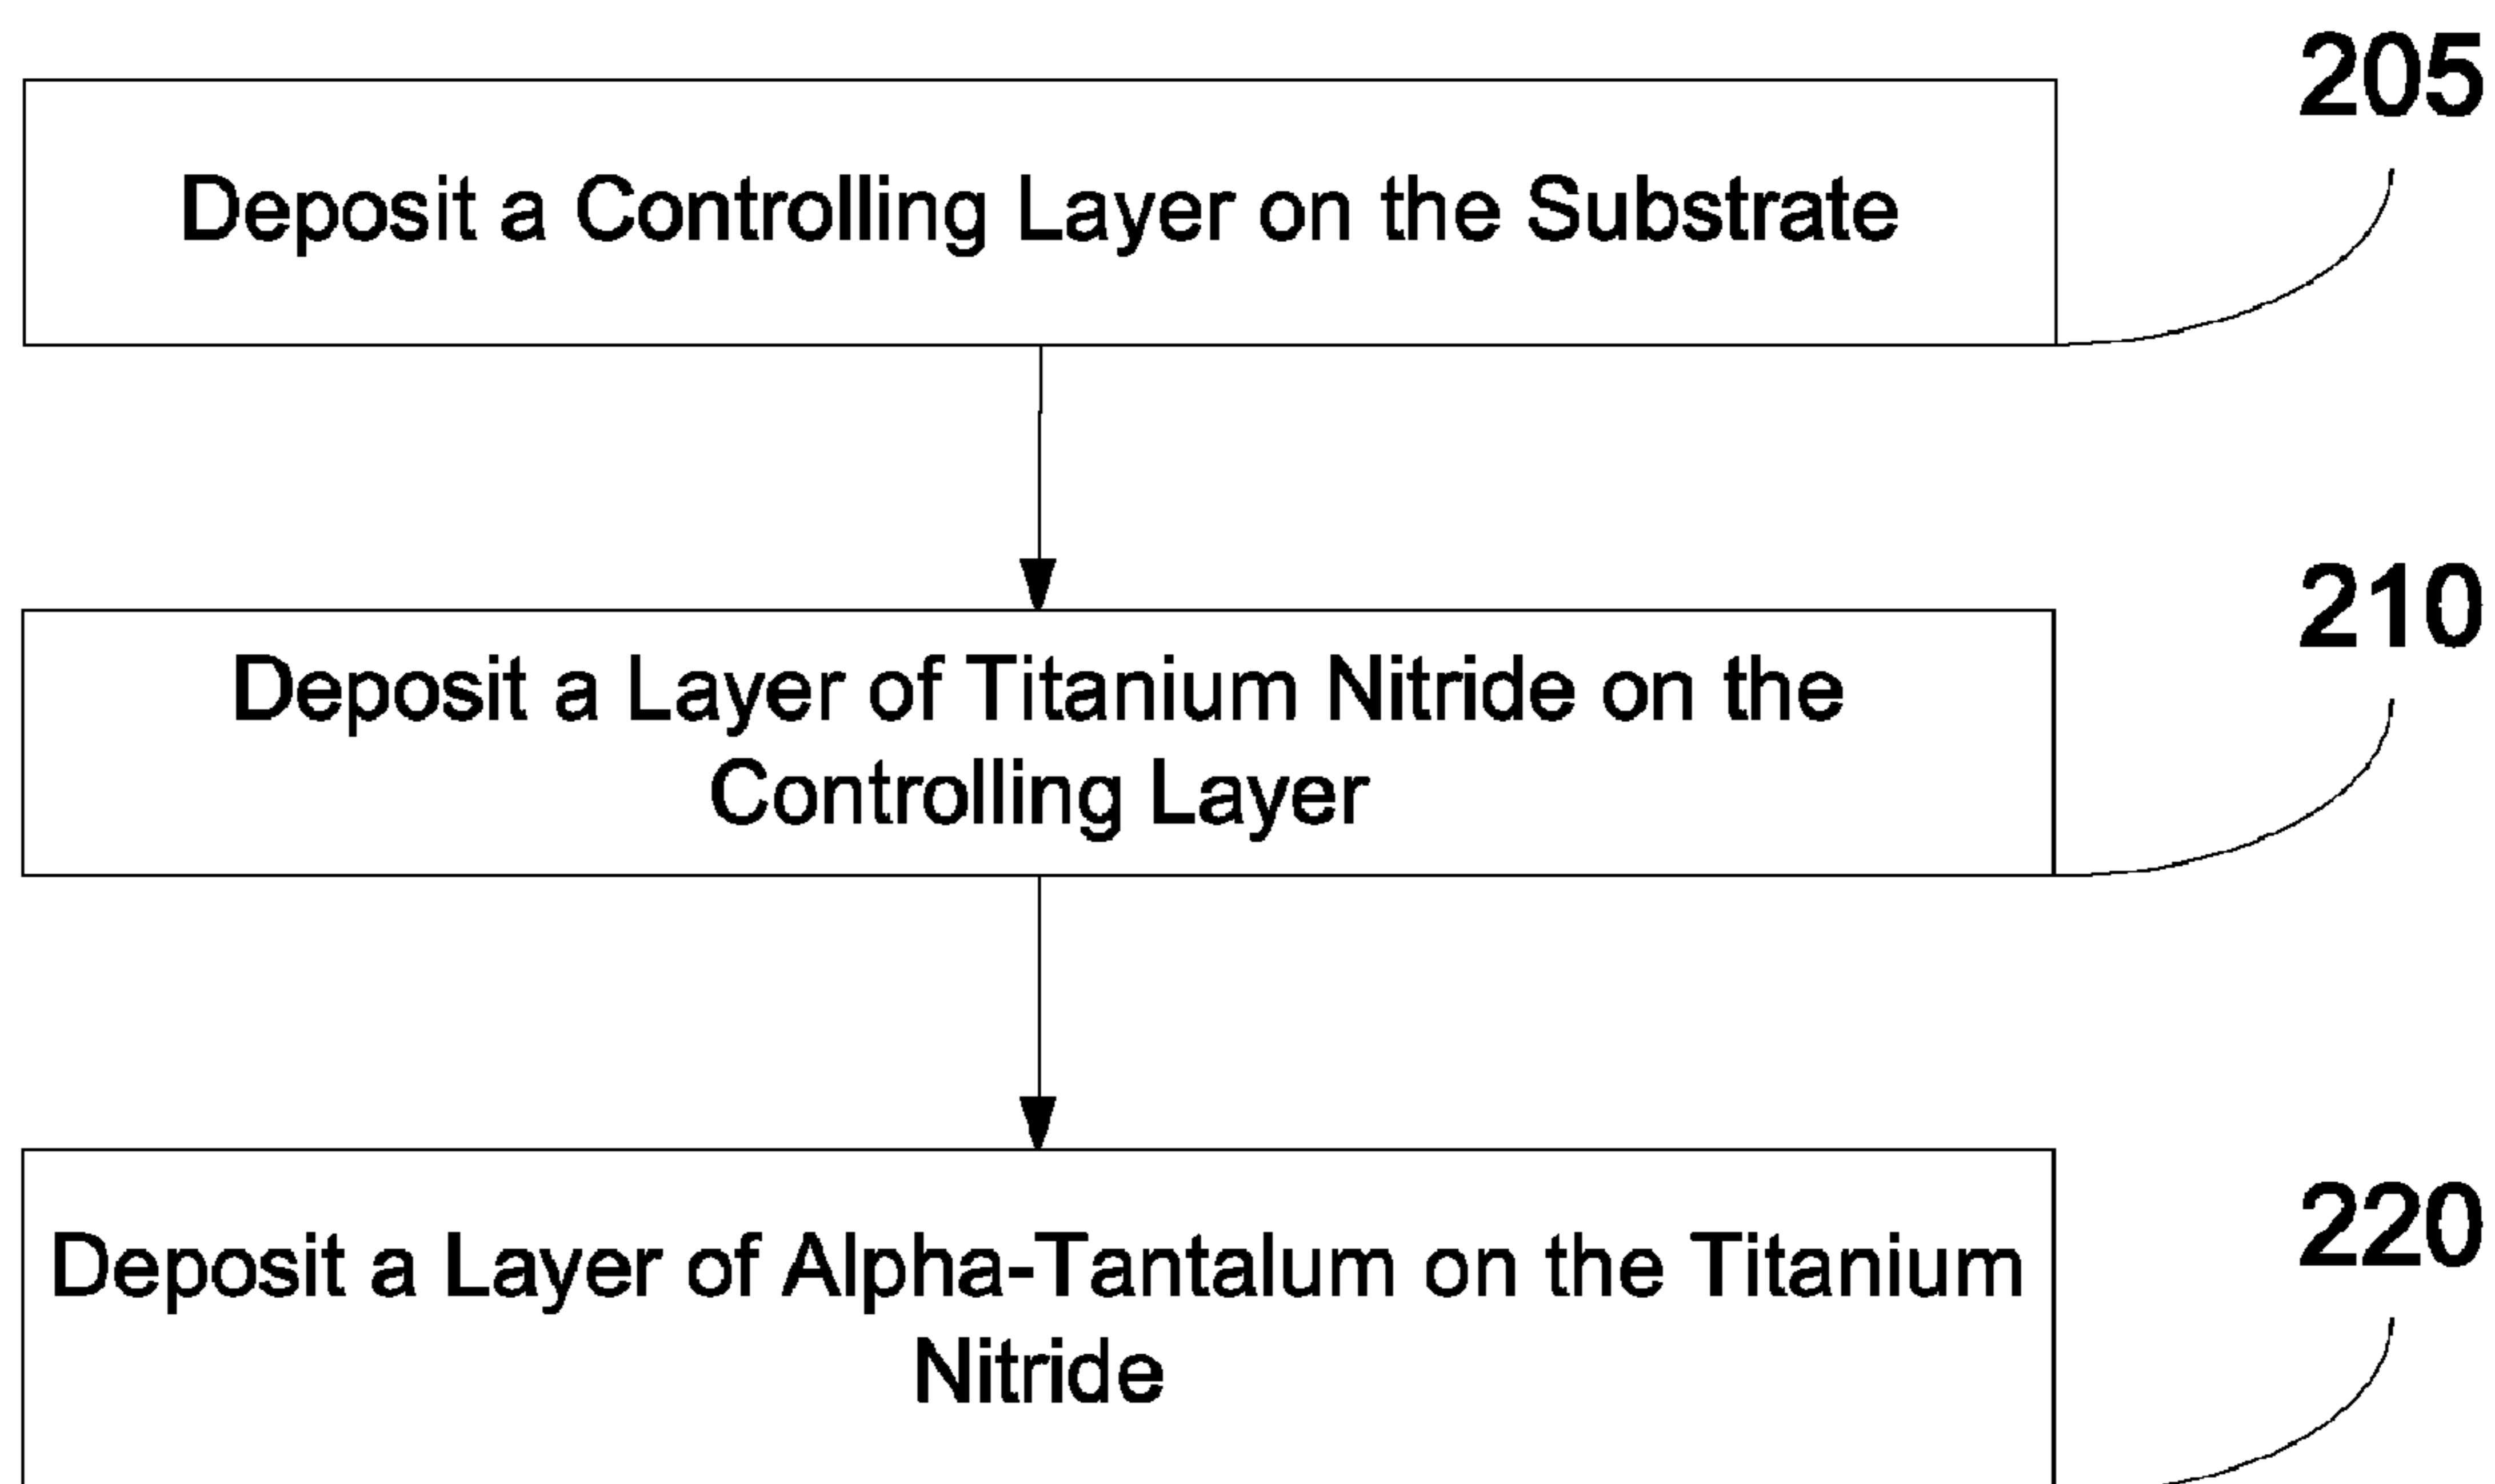 205
Deposit a Controlling Layer on the Substrate
210
Deposit a Layer of Titanium Nitride on the
Controlling Layer
220
Deposit a Layer of Alpha- Tantalum on the Titanium
Nitride